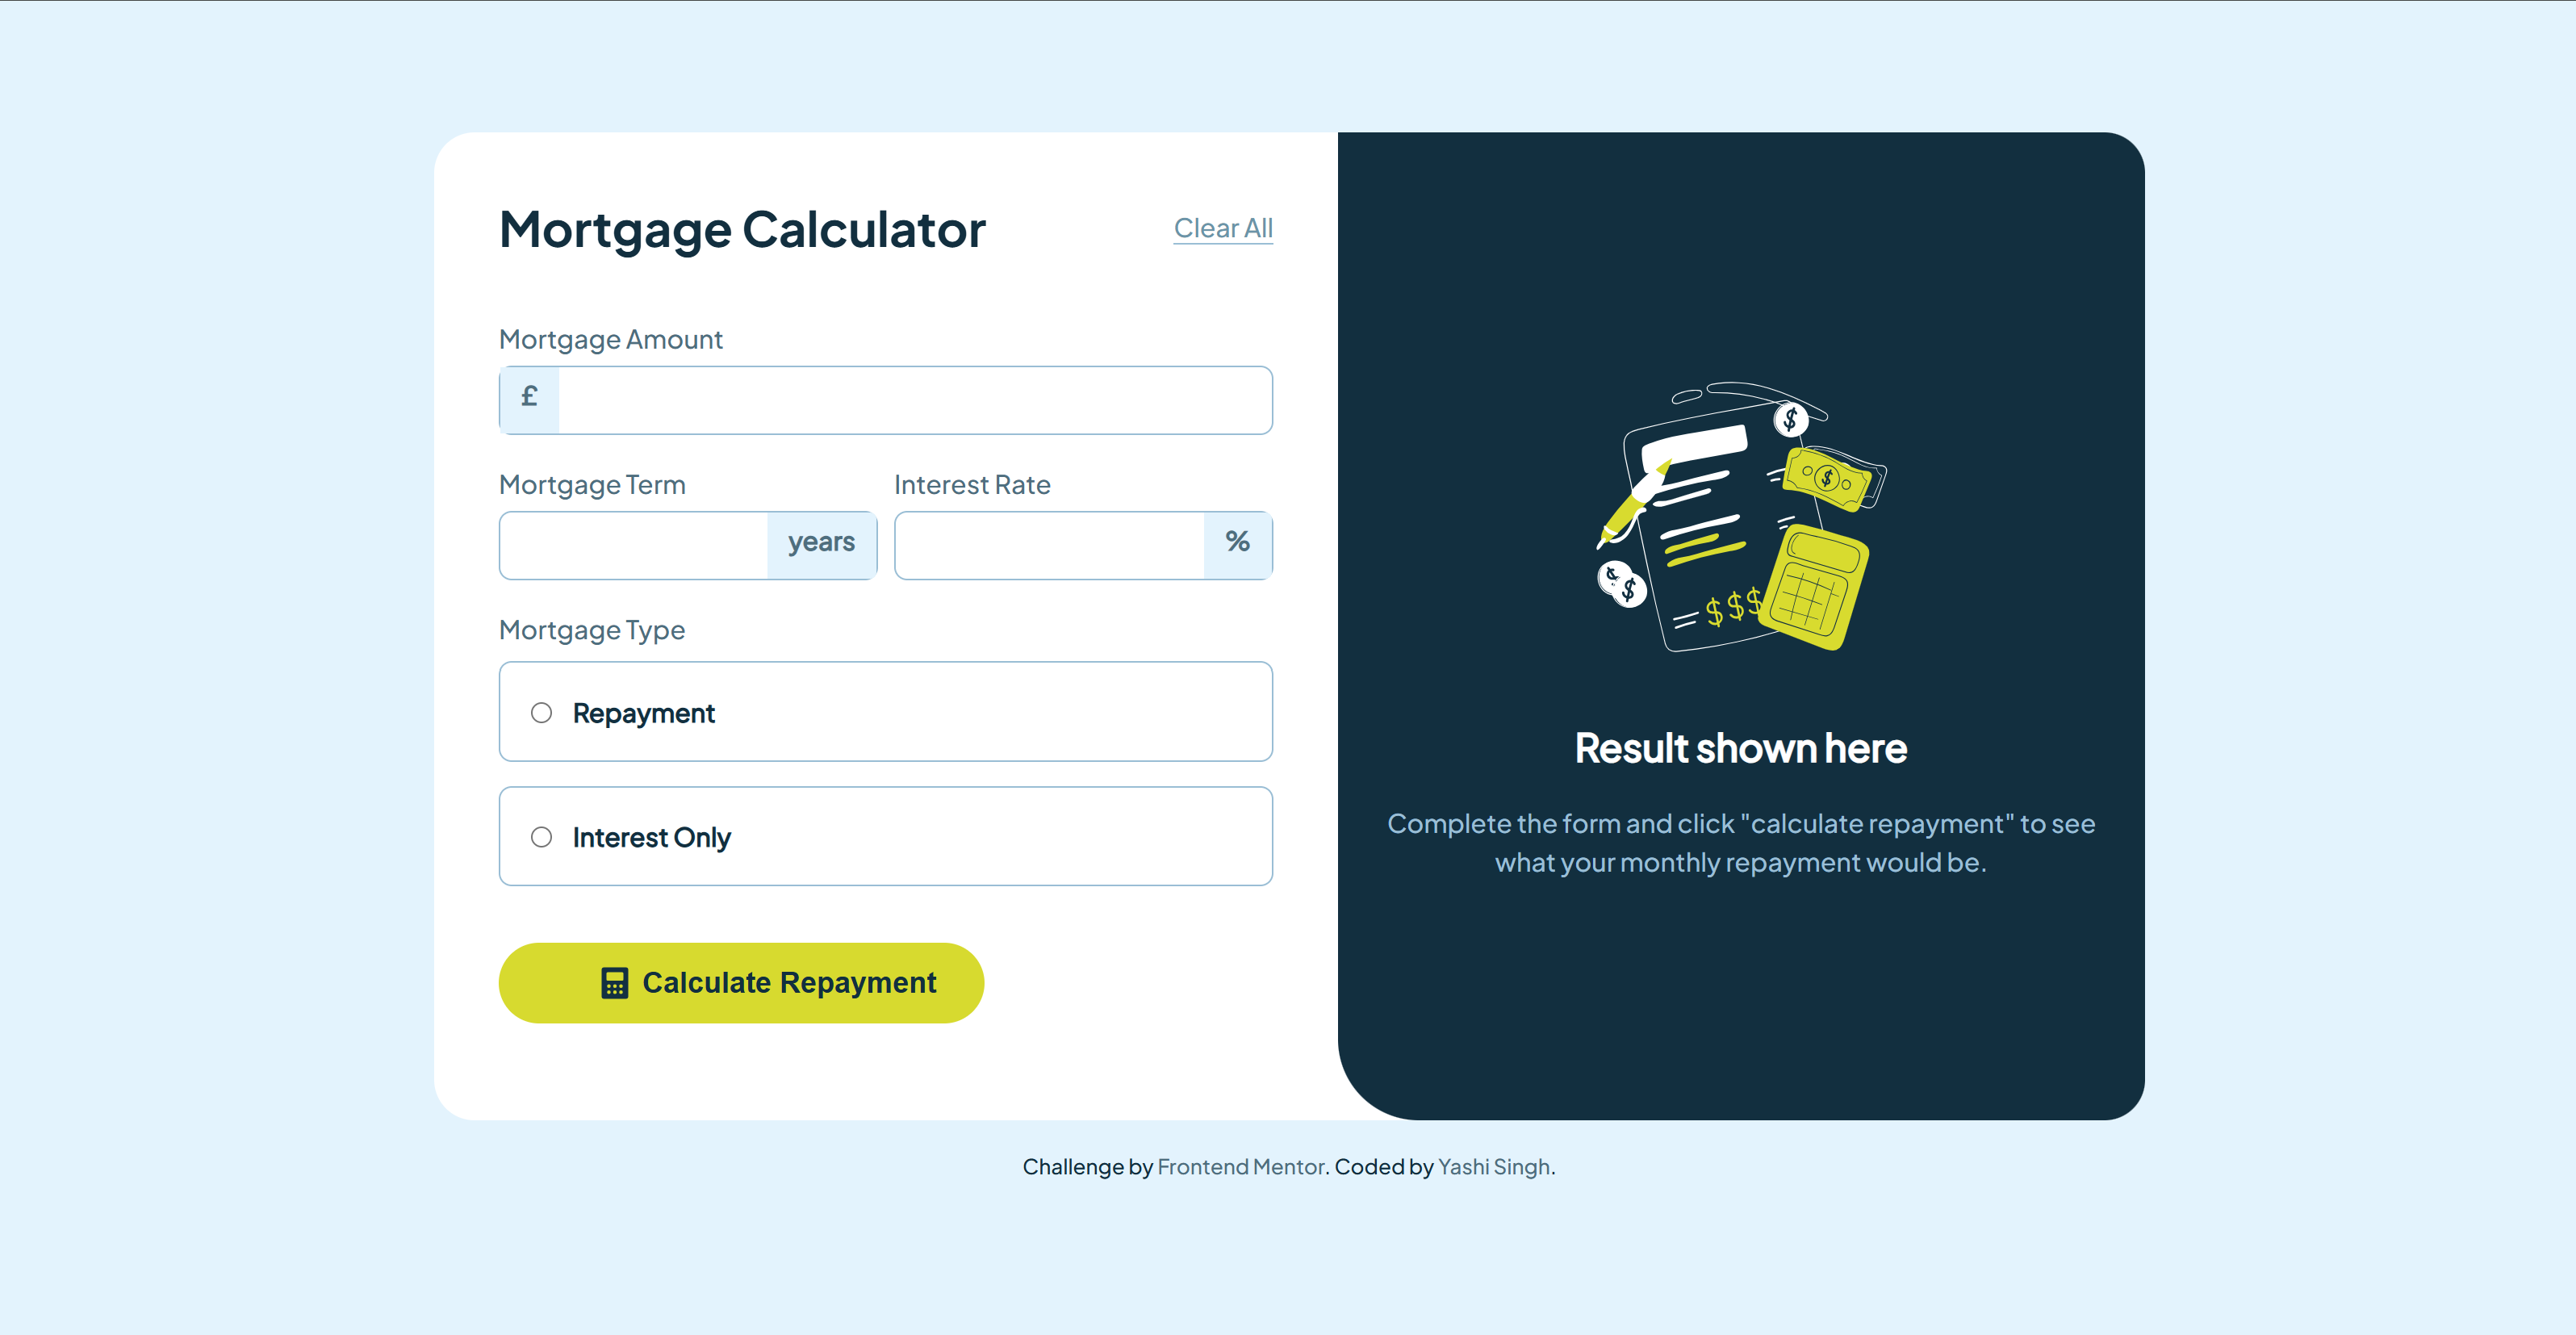 Mortgage Calculator
Clear All
Mortgage Amount
£
Mortgage Term
Interest Rate
years
%
Mortgage Type
Repayment
Interest Only
Calculate Repayment
$
$
$
$
$$$
Result shown here
Complete the form and click "calculate repayment" to see
what your monthly repayment would be.
Challenge by Frontend Mentor. Coded by Yashi Singh.